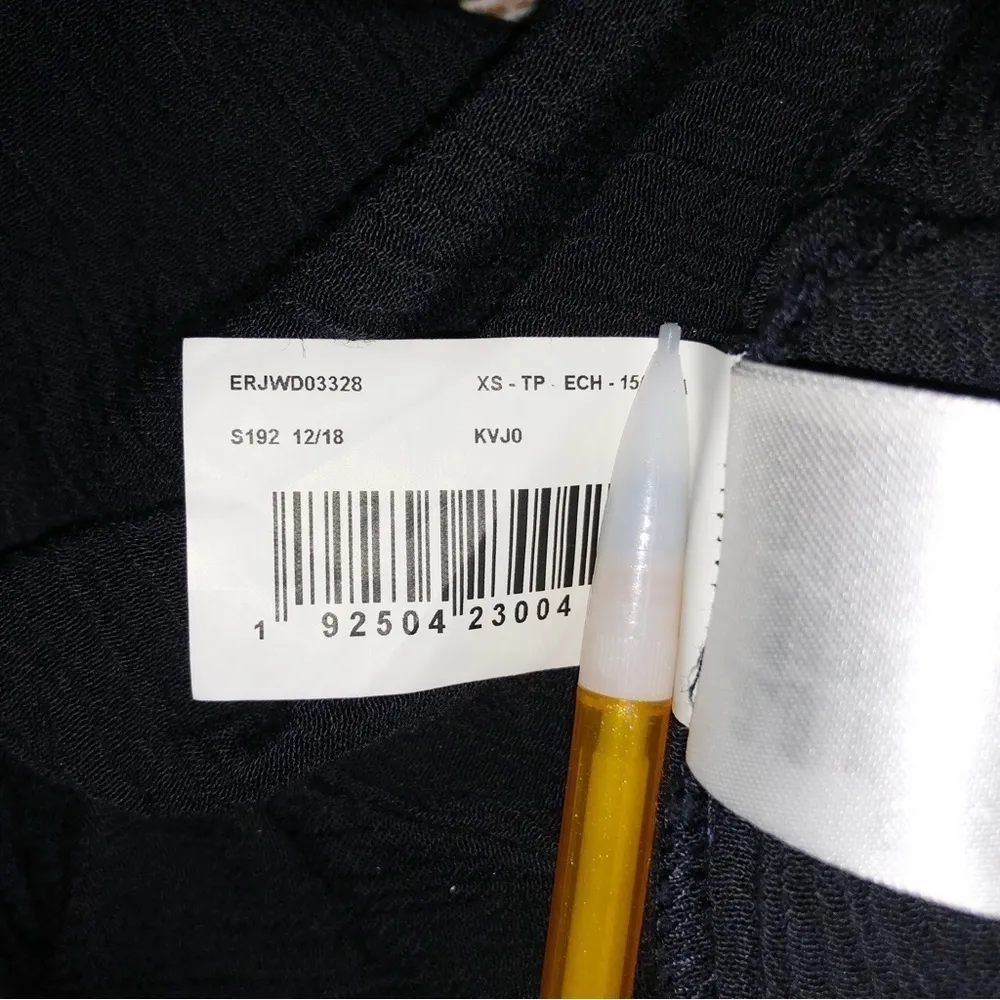 ERJWD03328 XS - TP - ECH - 15
S192 12/18 KVJ0
1 92504 23004